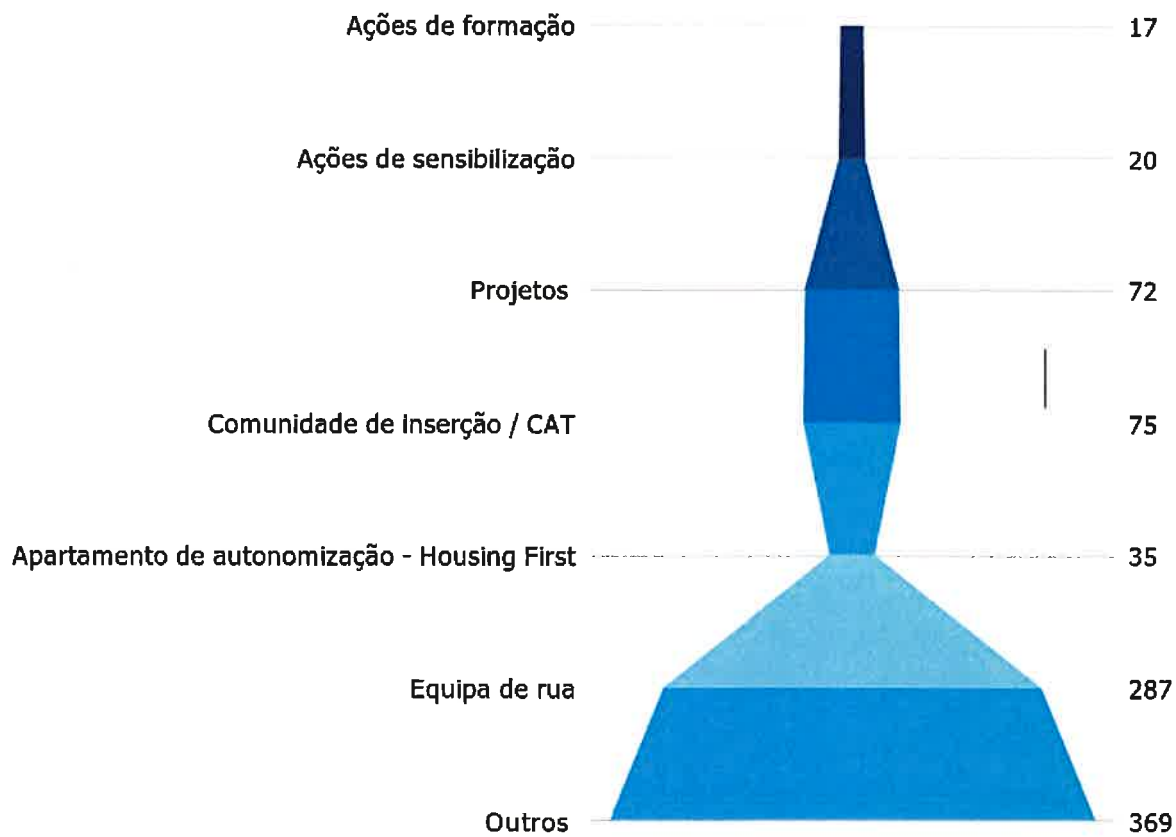 Ações de formação 17
Ações de sensibilização 20
Projetos 72
Comunidade de inserção / CAT 75
Apartamento de autonomização - Housing First 35
Equipa de rua 287
Outros 369